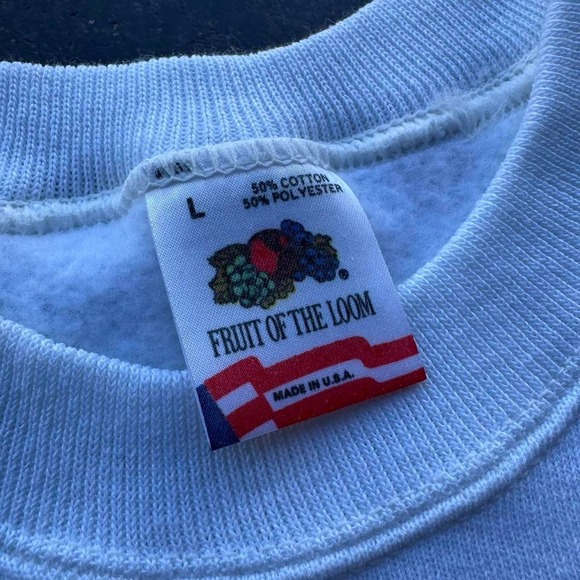 L
50% COTTON
50% POLYESTER
®
FRUIT OF THE LOOM
MADE IN U.S.A.